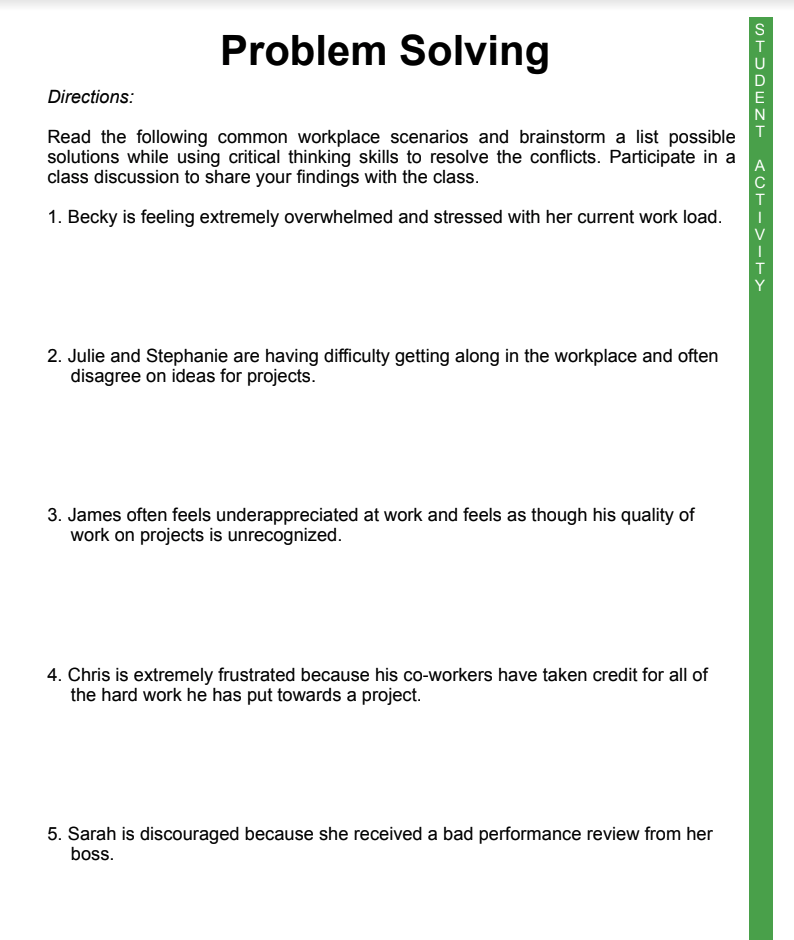 Problem Solving
Directions:
Read the following common workplace scenarios and brainstorm a list possible
solutions while using critical thinking skills to resolve the conflicts. Participate in a
class discussion to share your findings with the class.
1. Becky is feeling extremely overwhelmed and stressed with her current work load.
2. Julie and Stephanie are having difficulty getting along in the workplace and often
disagree on ideas for projects.
3. James often feels underappreciated at work and feels as though his quality of
work on projects is unrecognized.
4. Chris is extremely frustrated because his co-workers have taken credit for all of
the hard work he has put towards a project.
5. Sarah is discouraged because she received a bad performance review from her
boss.
STUDENT ACTIVITY